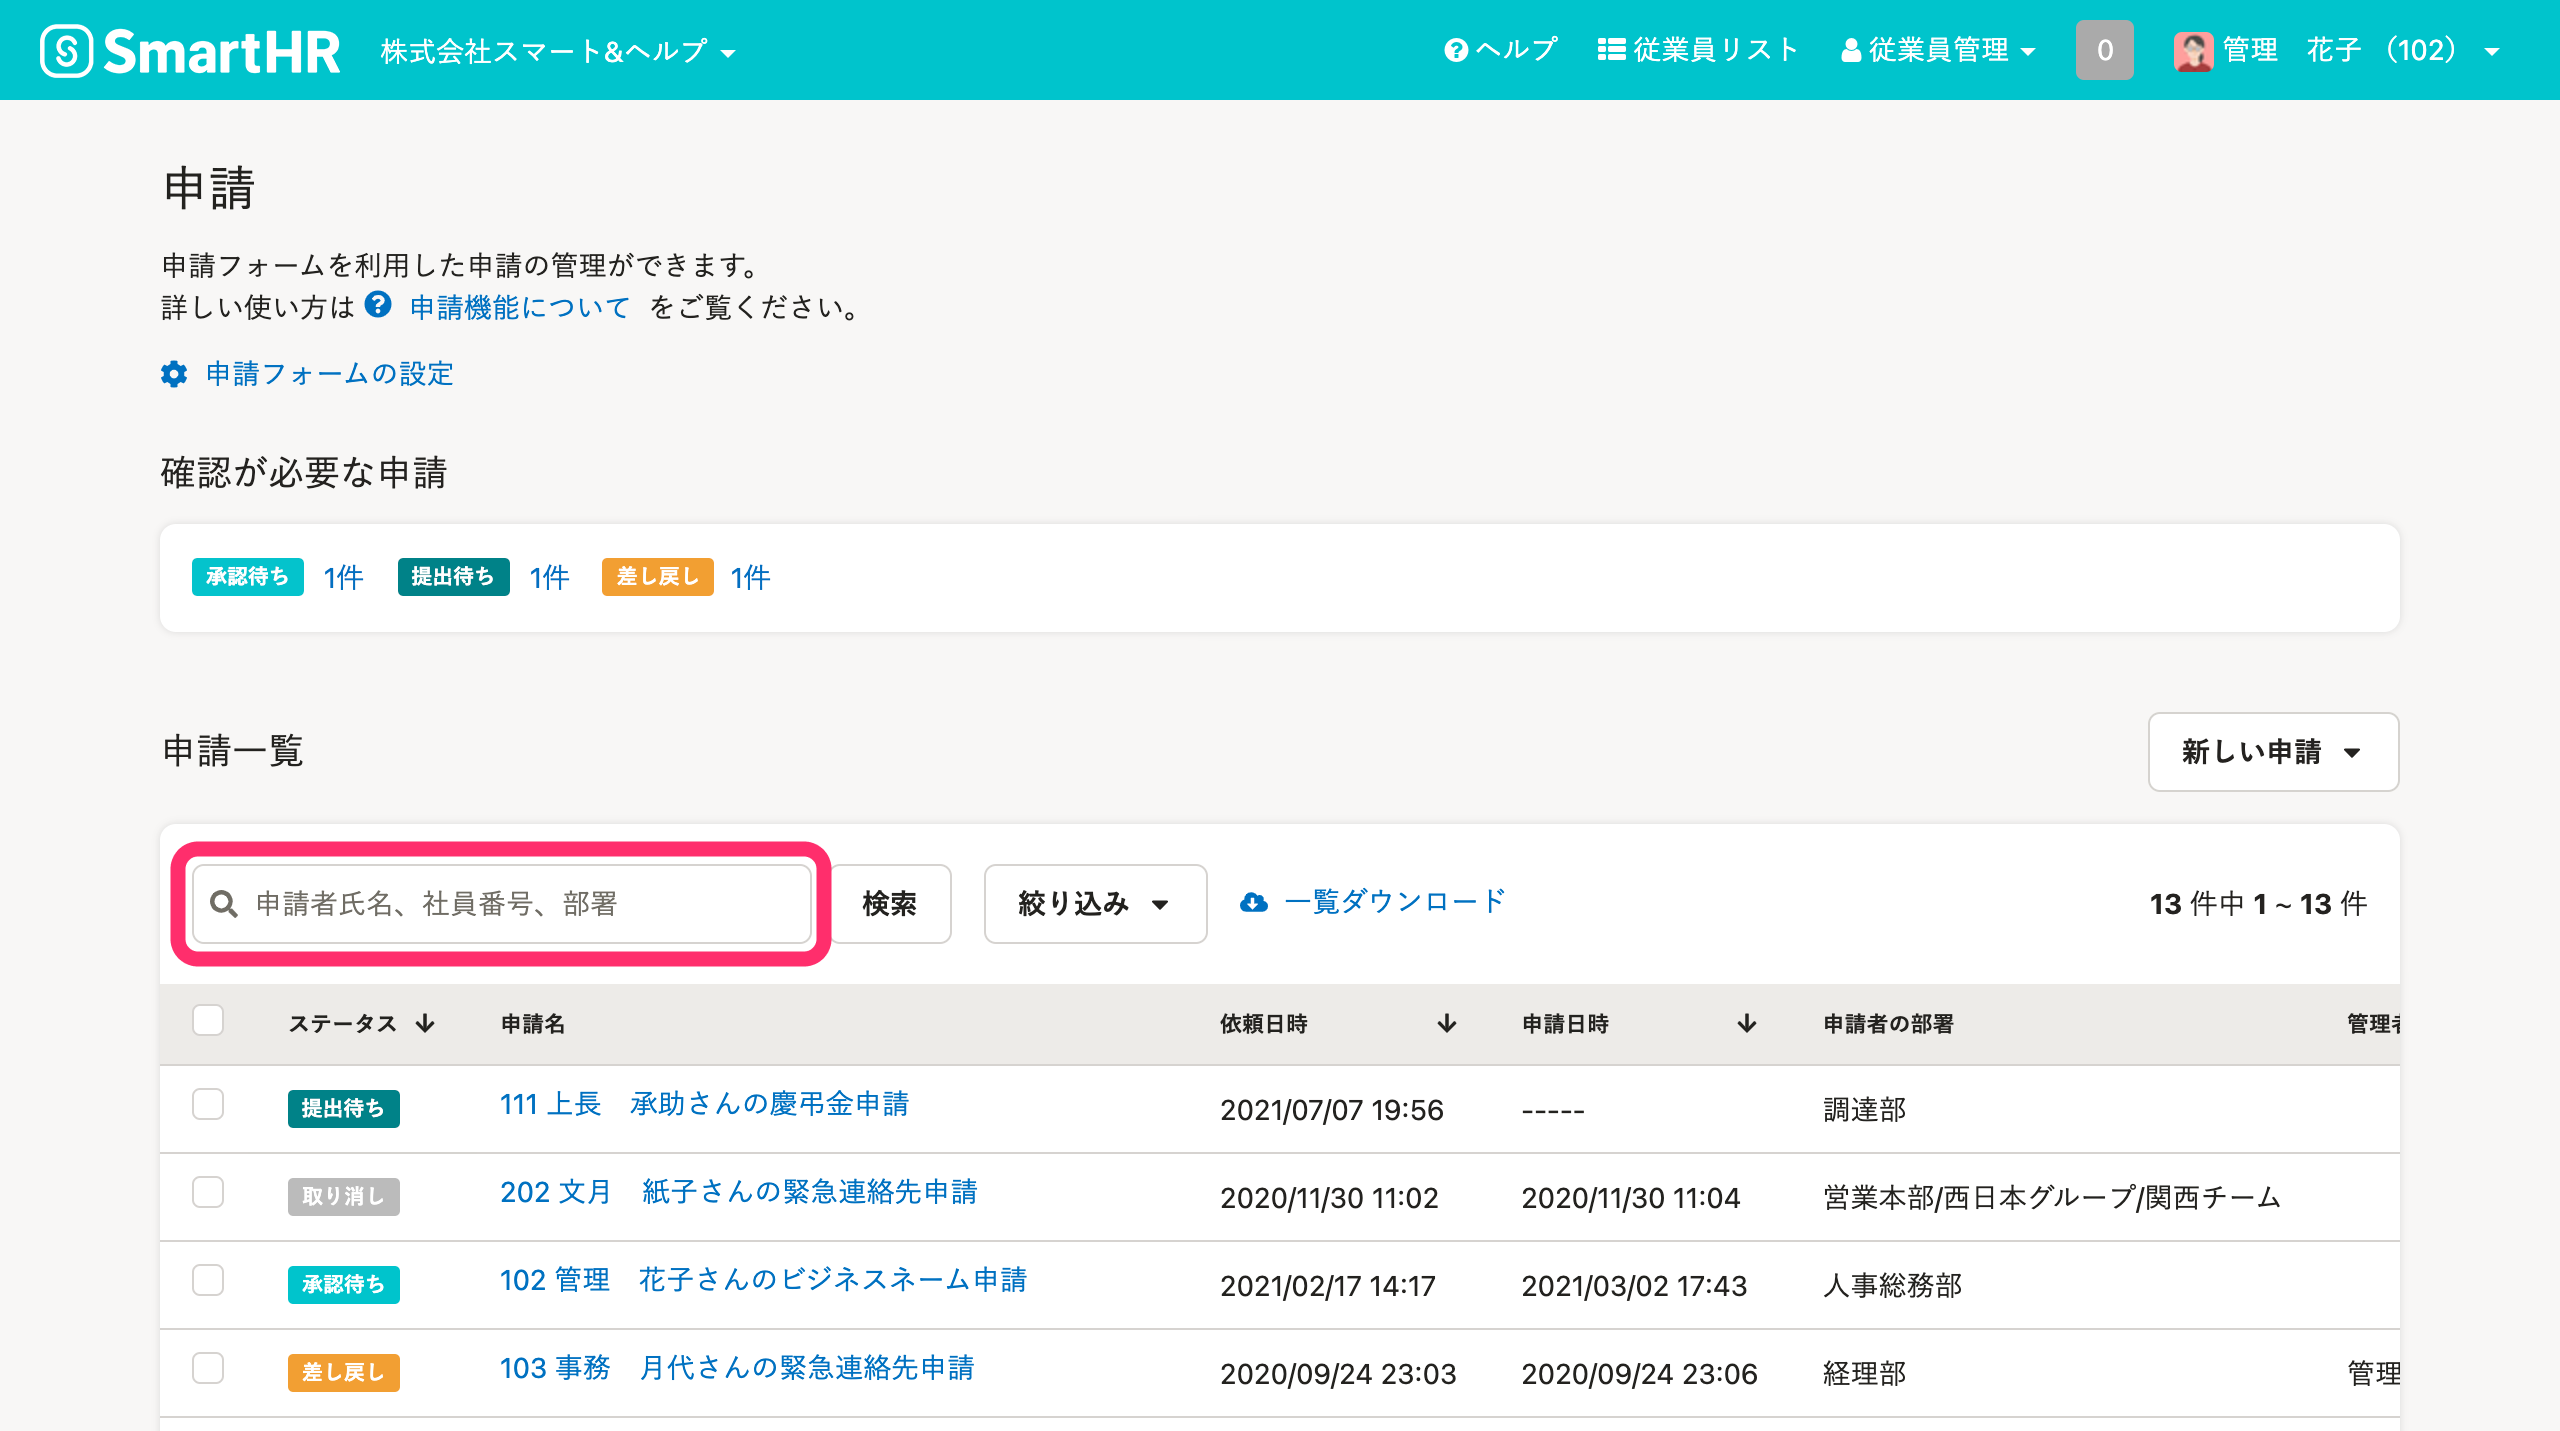 SmartHR 株式会社スマート&ヘルプ ヘルプ 従業員リスト 従業員管理 0 管理　花子　（102）
申請
申請フォームを利用した申請の管理ができます。
詳しい使い方は 申請機能について をご覧ください。
申請フォームの設定
確認が必要な申請
承認待ち 1件 提出待ち 1件 差し戻し 1件
申請一覧 新しい申請
申請者氏名、社員番号、部署 検索 絞り込み 一覧ダウンロード 13 件中 1 ~ 13 件
ステータス 申請名 依頼日時 申請日時 申請者の部署 管理者
提出待ち 111 上長　承助さんの慶弔金申請 2021/07/07 19:56 ----- 調達部
取り消し 202 文月　紙子さんの緊急連絡先申請 2020/11/30 11:02 2020/11/30 11:04 営業本部/西日本グループ/関西チーム
承認待ち 102 管理　花子さんのビジネスネーム申請 2021/02/17 14:17 2021/03/02 17:43 人事総務部
差し戻し 103 事務　月代さんの緊急連絡先申請 2020/09/24 23:03 2020/09/24 23:06 経理部 管理